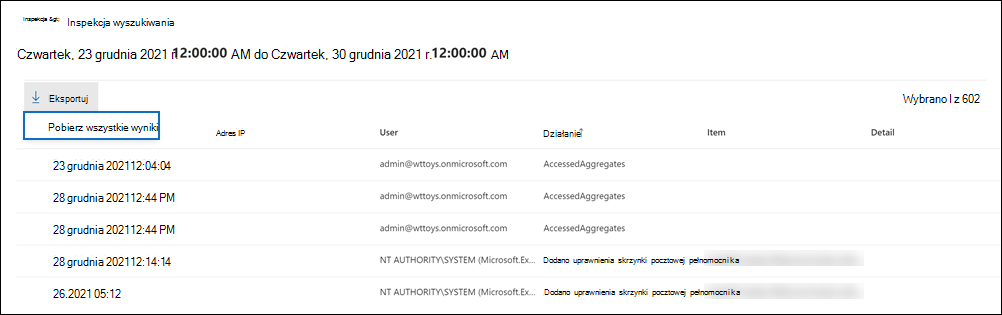 Inspekcja &gt; Inspekcja wyszukiwania
Czwartek, 23 grudnia 2021 r. 12:00:00 AM do Czwartek, 30 grudnia 2021 r. 12:00:00 AM
Eksportuj Wybrano l z 602
Pobierz wszystkie wyniki Adres IP User Działanie Item Detail
23 grudnia 202112:04:04 admin@wttoys.onmicrosoft.com AccessedAggregates
28 grudnia 202112:44 PM admin@wttoys.onmicrosoft.com AccessedAggregates
28 grudnia 202112:44 PM admin@wttoys.onmicrosoft.com AccessedAggregates
28 grudnia 202112:14:14 NT AUTHORITY\SYSTEM (Microsoft.Ex... Dodano uprawnienia skrzynki pocztowej pełnomocnika
26.2021 05:12 NT AUTHORITY\SYSTEM (Microsoft.Ex... Dodano uprawnienia skrzynki pocztowej pełnomocnika